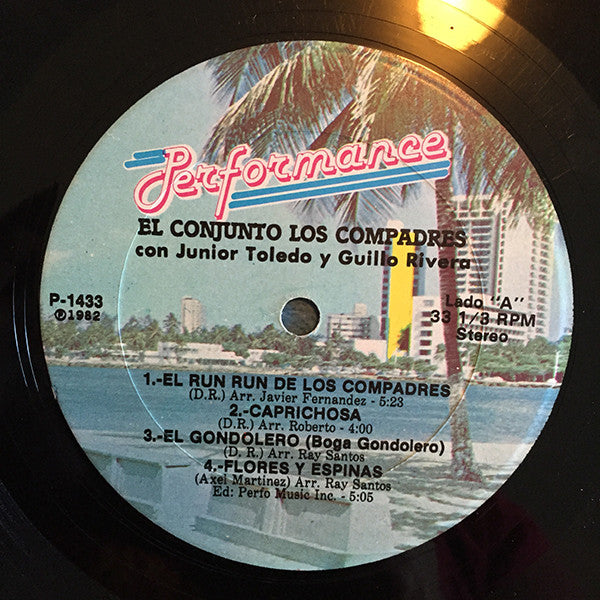 Performance
EL CONJUNTO LOS COMPADRES
con Junior Toledo y Guillo Rivera
P-1433
℗1982
Lado "A"
33 1/3 RPM
Stereo
1.-EL RUN RUN DE LOS COMPADRES
(D.R.) Arr. Javier Fernandez - 5:23
2.-CAPRICHOSA
(D.R.) Arr. Roberto - 4:00
3.-EL GONDOLERO (Boga Gondolero)
(D. R.) Arr. Ray Santos
4.-FLORES Y ESPINAS
(Axel Martinez) Arr. Ray Santos
Ed: Perfo Music Inc. - 5:05